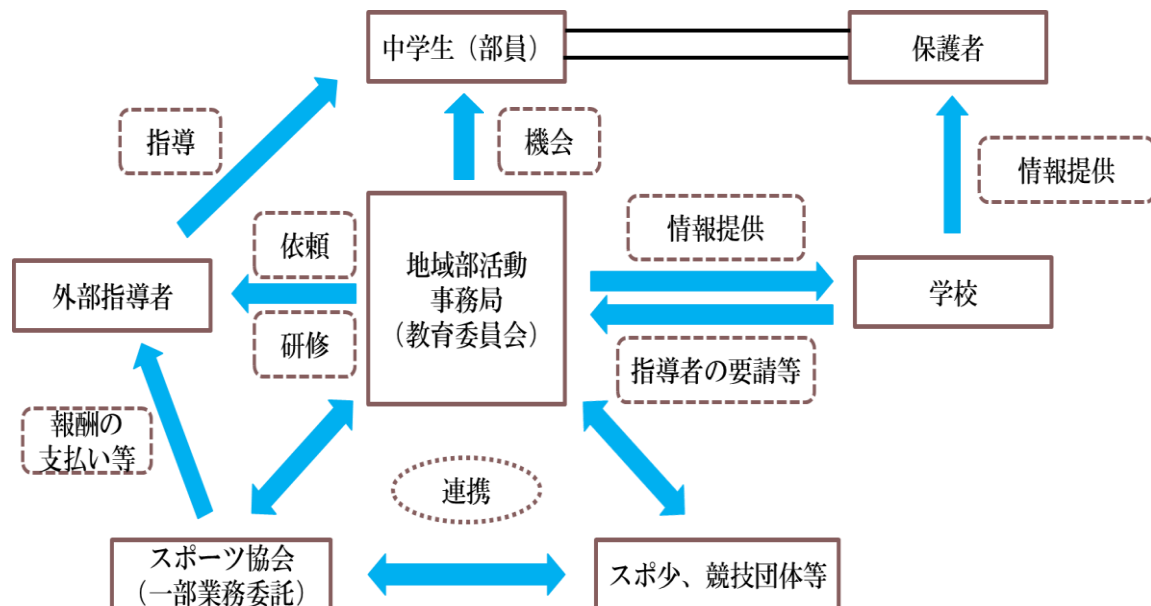 中学生（部員）
保護者
指導
機会
情報提供
依頼
情報提供
外部指導者
地域部活動
事務局
（教育委員会）
学校
研修
指導者の要請等
報酬の
支払い等
連携
スポーツ協会
（一部業務委託）
スポ少、競技団体等